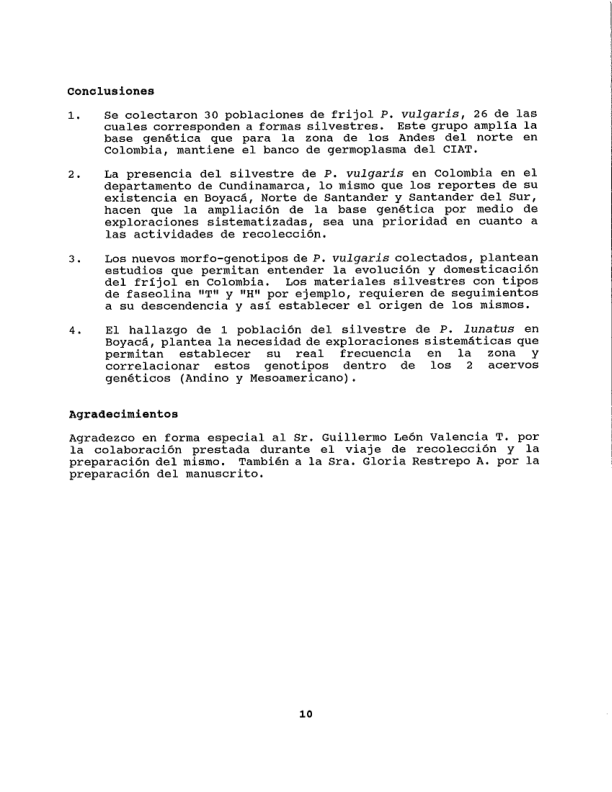 Conclusiones
1. Se colectaron 30 poblaciones de frijol P. vulgaris, 26 de las
cuales corresponden a formas silvestres. Este grupo amplía la
base genética que para la zona de los Andes del norte en
Colombia, mantiene el banco de germoplasma del CIAT.
2. La presencia del silvestre de P. vulgaris en Colombia en el
departamento de Cundinamarca, lo mismo que los reportes de su
existencia en Boyacá, Norte de Santander y Santander del Sur,
hacen que la ampliación de la base genética por medio de
exploraciones sistematizadas, sea una prioridad en cuanto a
las actividades de recolección.
3. Los nuevos morfo-genotipos de P. vulgaris colectados, plantean
estudios que permitan entender la evolución y domesticación
del fríjol en Colombia. Los materiales silvestres con tipos
de faseolina "T" y "H" por ejemplo, requieren de seguimientos
a su descendencia y así establecer el origen de los mismos.
4. El hallazgo de 1 población del silvestre de P. lunatus en
Boyacá, plantea la necesidad de exploraciones sistemáticas que
permitan establecer su real frecuencia en la zona y
correlacionar estos genotipos dentro de los 2 acervos
genéticos (Andino y Mesoamericano).
Agradecimientos
Agradezco en forma especial al Sr. Guillermo León Valencia T. por
la colaboración prestada durante el viaje de recolección y la
preparación del mismo. También a la Sra. Gloria Restrepo A. por la
preparación del manuscrito.
10